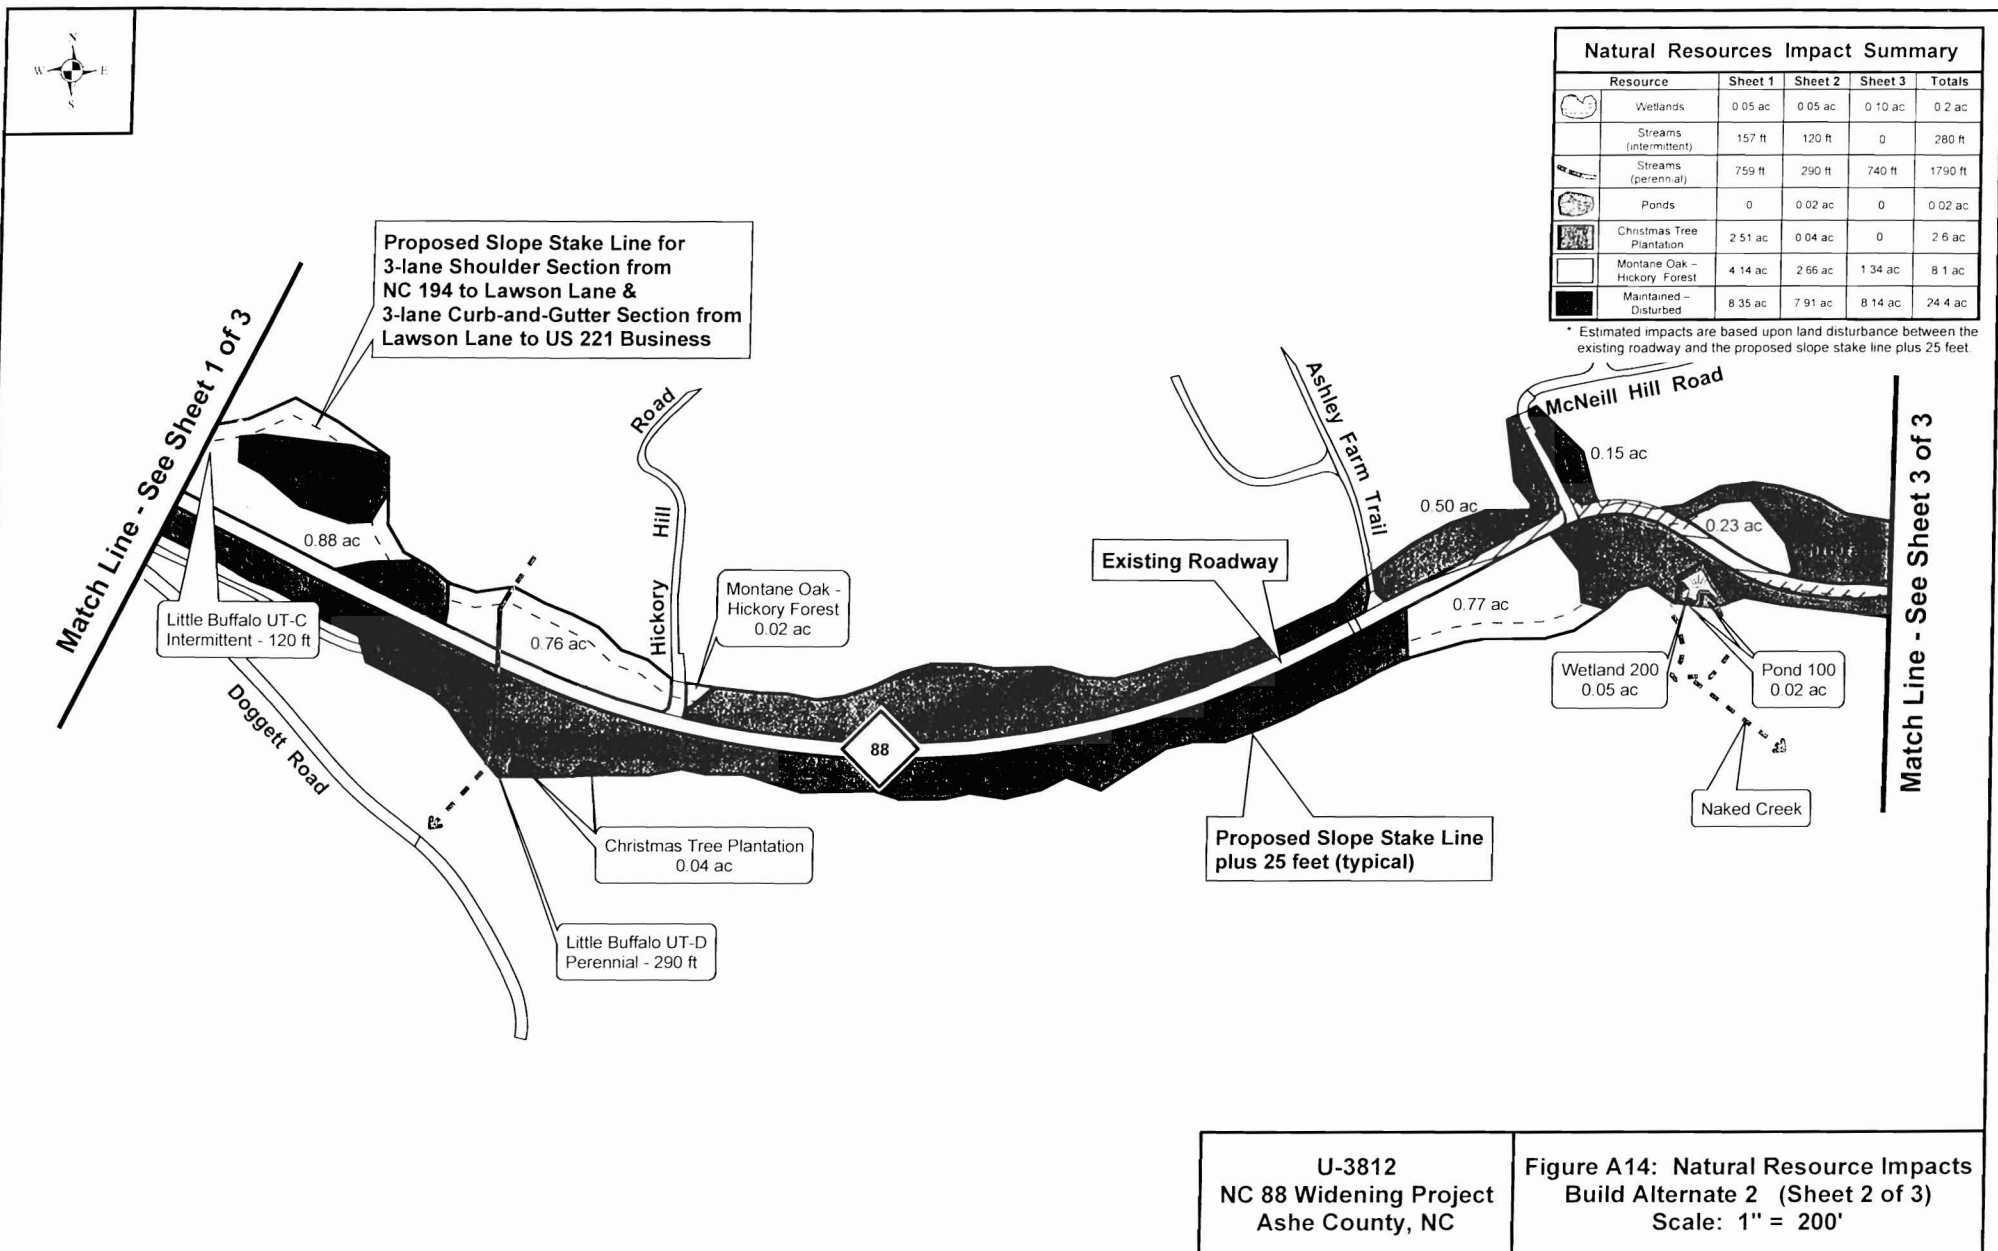 N
W E
S
Natural Resources Impact Summary
Resource Sheet 1 Sheet 2 Sheet 3 Totals
Wetlands 0 05 ac 0 05 ac 0 10 ac 0 2 ac
Streams (intermittent) 157 ft 120 ft 0 280 ft
Streams (perennial) 759 ft 290 ft 740 ft 1790 ft
Ponds 0 0 02 ac 0 0 02 ac
Christmas Tree Plantation 2 51 ac 0 04 ac 0 2 6 ac
Montane Oak – Hickory Forest 4 14 ac 2 66 ac 1 34 ac 8 1 ac
Maintained – Disturbed 8 35 ac 7 91 ac 8 14 ac 24 4 ac
* Estimated impacts are based upon land disturbance between the
existing roadway and the proposed slope stake line plus 25 feet.
Proposed Slope Stake Line for
3-lane Shoulder Section from
NC 194 to Lawson Lane &
3-lane Curb-and-Gutter Section from
Lawson Lane to US 221 Business
Match Line - See Sheet 1 of 3
0.88 ac
Little Buffalo UT-C
Intermittent - 120 ft
Doggett Road
0.76 ac
Hickory Hill Road
Montane Oak -
Hickory Forest
0.02 ac
Christmas Tree Plantation
0.04 ac
Little Buffalo UT-D
Perennial - 290 ft
88
Existing Roadway
Ashley Farm Trail
McNeill Hill Road
0.15 ac
0.50 ac
0.23 ac
0.77 ac
Wetland 200
0.05 ac
Pond 100
0.02 ac
Naked Creek
Proposed Slope Stake Line
plus 25 feet (typical)
Match Line - See Sheet 3 of 3
U-3812
NC 88 Widening Project
Ashe County, NC
Figure A14: Natural Resource Impacts
Build Alternate 2 (Sheet 2 of 3)
Scale: 1" = 200'